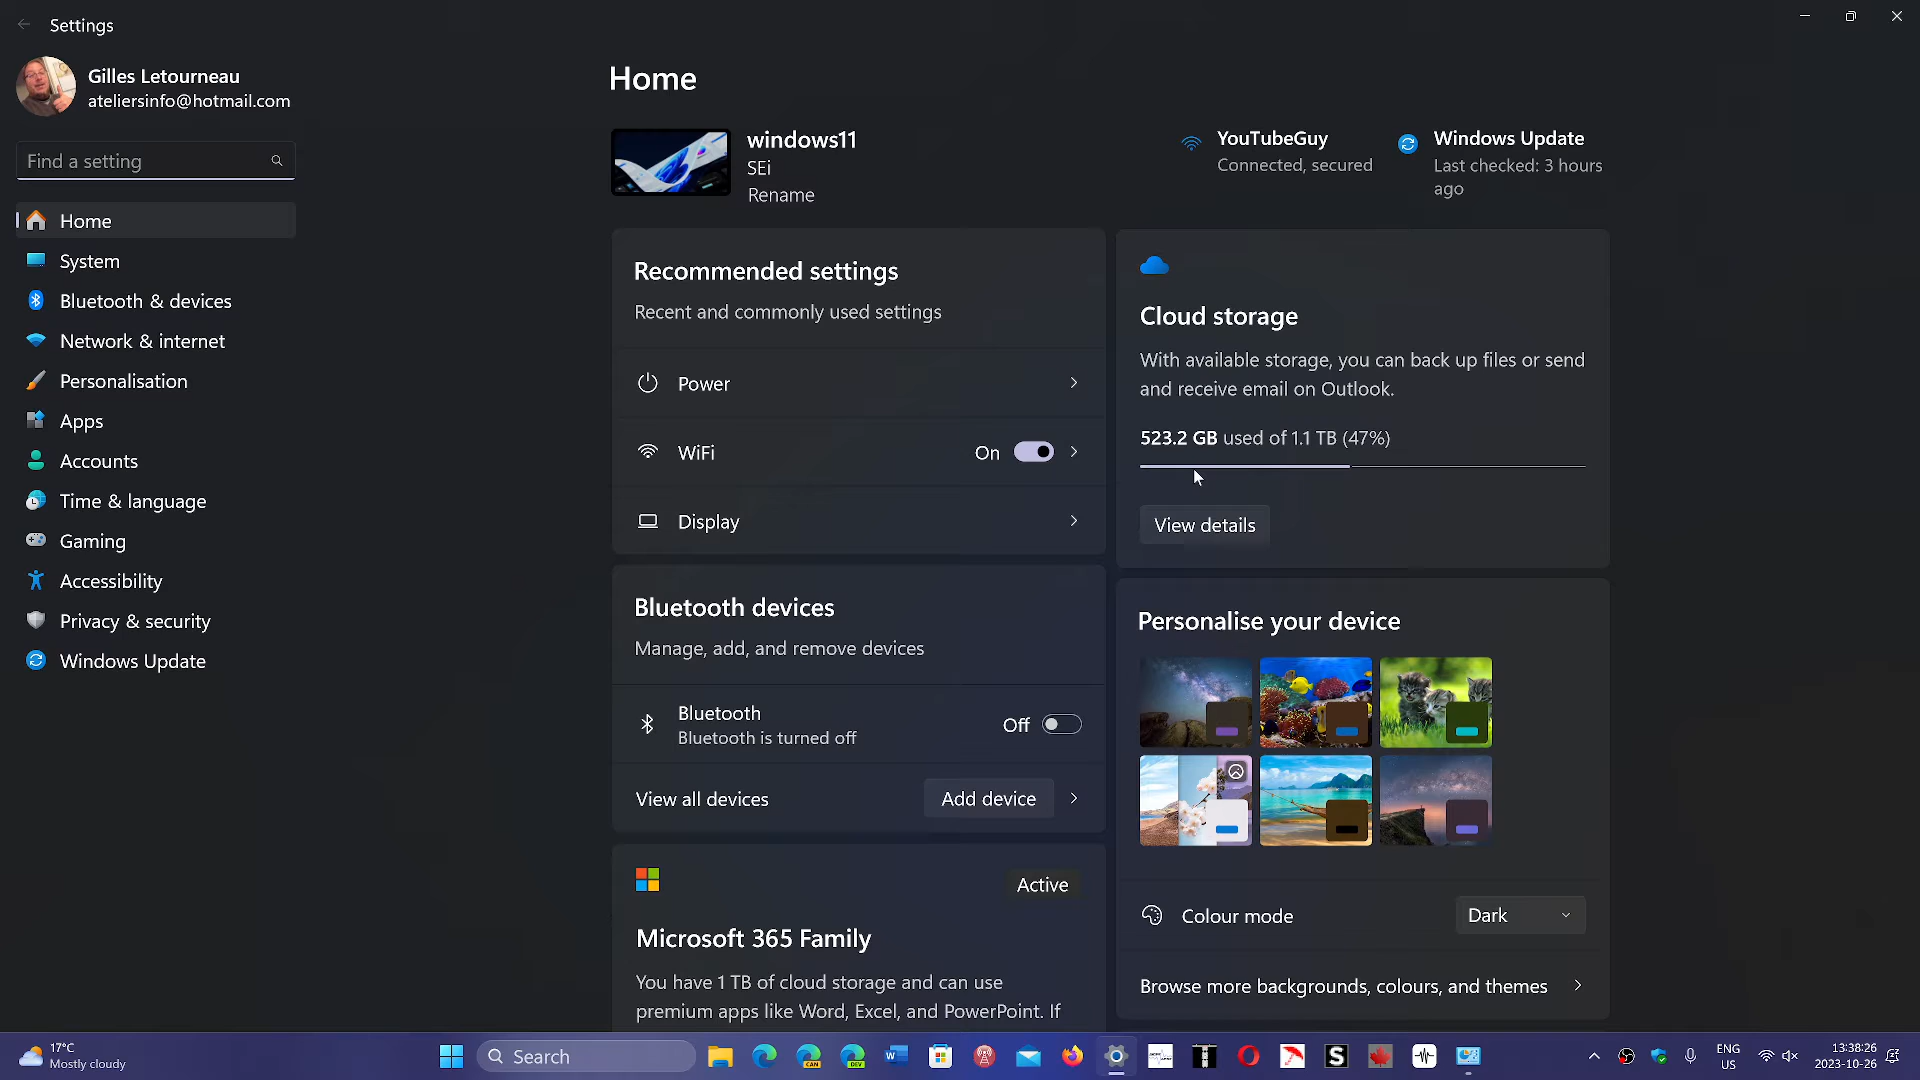 Settings
Gilles Letourneau
ateliersinfo@hotmail.com
Find a setting
Home
System
Bluetooth & devices
Network & internet
Personalisation
Apps
Accounts
Time & language
Gaming
Accessibility
Privacy & security
Windows Update
Home
windows11
SEi
Rename
YouTubeGuy
Connected, secured
Windows Update
Last checked: 3 hours
ago
Recommended settings
Recent and commonly used settings
Power
WiFi
On
Display
Cloud storage
With available storage, you can back up files or send
and receive email on Outlook.
523.2 GB used of 1.1 TB (47%)
View details
Bluetooth devices
Manage, add, and remove devices
Bluetooth
Bluetooth is turned off
Off
View all devices
Add device
Personalise your device
Colour mode
Dark
Browse more backgrounds, colours, and themes
Active
Microsoft 365 Family
You have 1 TB of cloud storage and can use
premium apps like Word, Excel, and PowerPoint. If
17°C
Mostly cloudy
Search
CAN
DEV
W
S
ENG
US
13:38:26
2023-10-26